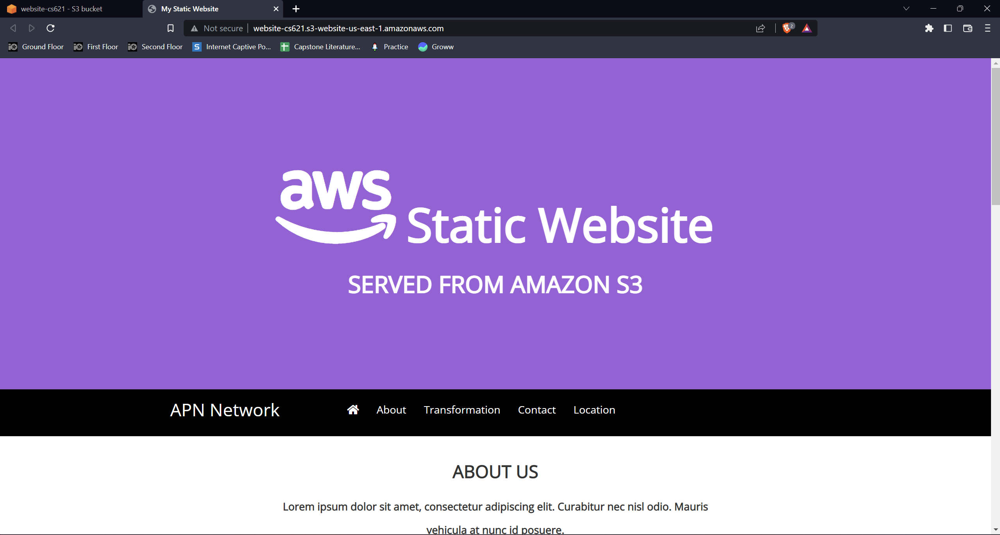 website-cs621 - S3 bucket
My Static Website
Not secure website-cs621.s3-website-us-east-1.amazonaws.com
2
Ground Floor First Floor Second Floor Internet Captive Po... Capstone Literature... Practice Groww
aws Static Website
SERVED FROM AMAZON S3
APN Network About Transformation Contact Location
ABOUT US
Lorem ipsum dolor sit amet, consectetur adipiscing elit. Curabitur nec nisl odio. Mauris
vehicula at nunc id posuere.